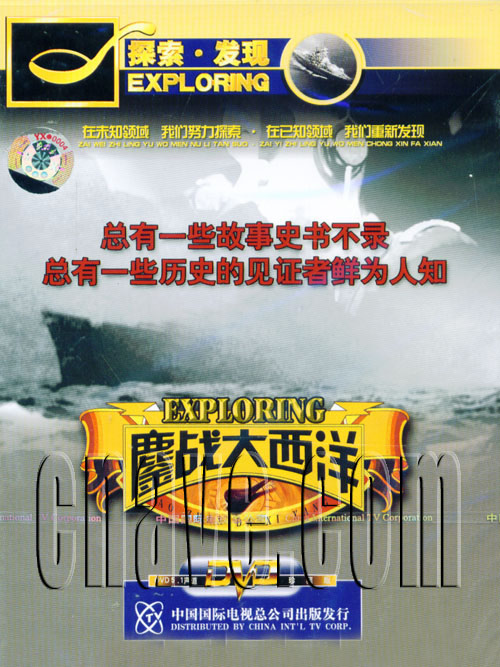 探索·发现
EXPLORING
在未知领域 我们努力探索·在已知领域 我们重新发现
ZAI WEI ZHI LING YU WO MEN NU LI TAN SUO · ZAI YI ZHI LING YU WO MEN CHONG XIN FA XIAN
总有一些故事史书不录
总有一些历史的见证者鲜为人知
EXPLORING
鏖战大西洋
cnavo.com
International TV Corporation
DVD
中国国际电视总公司出版发行
DISTRIBUTED BY CHINA INT'L TV CORP.